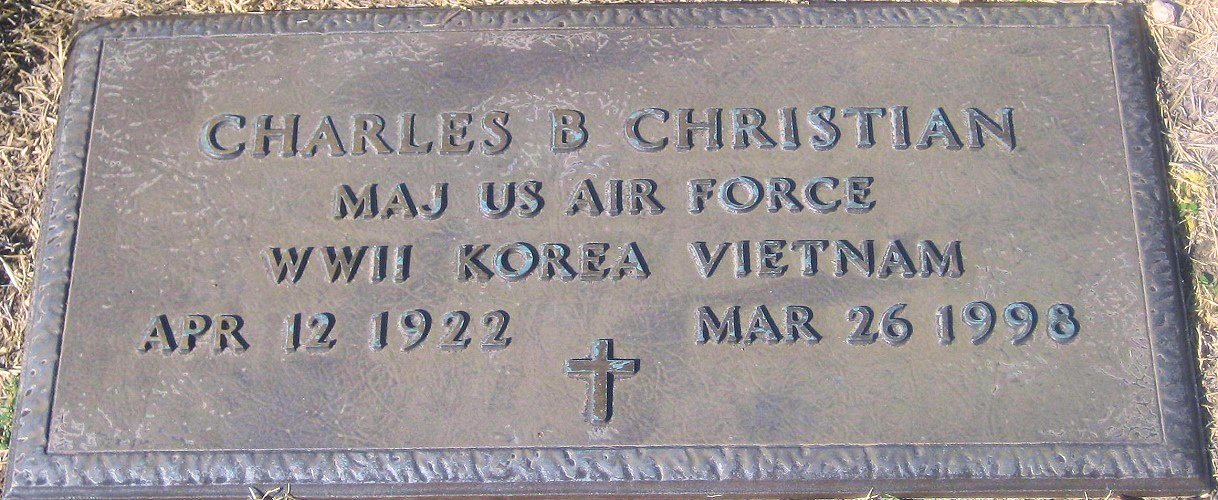 CHARLES B CHRISTIAN
MAJ US AIR FORCE
WWII KOREA VIETNAM
APR 12 1922 MAR 26 1998